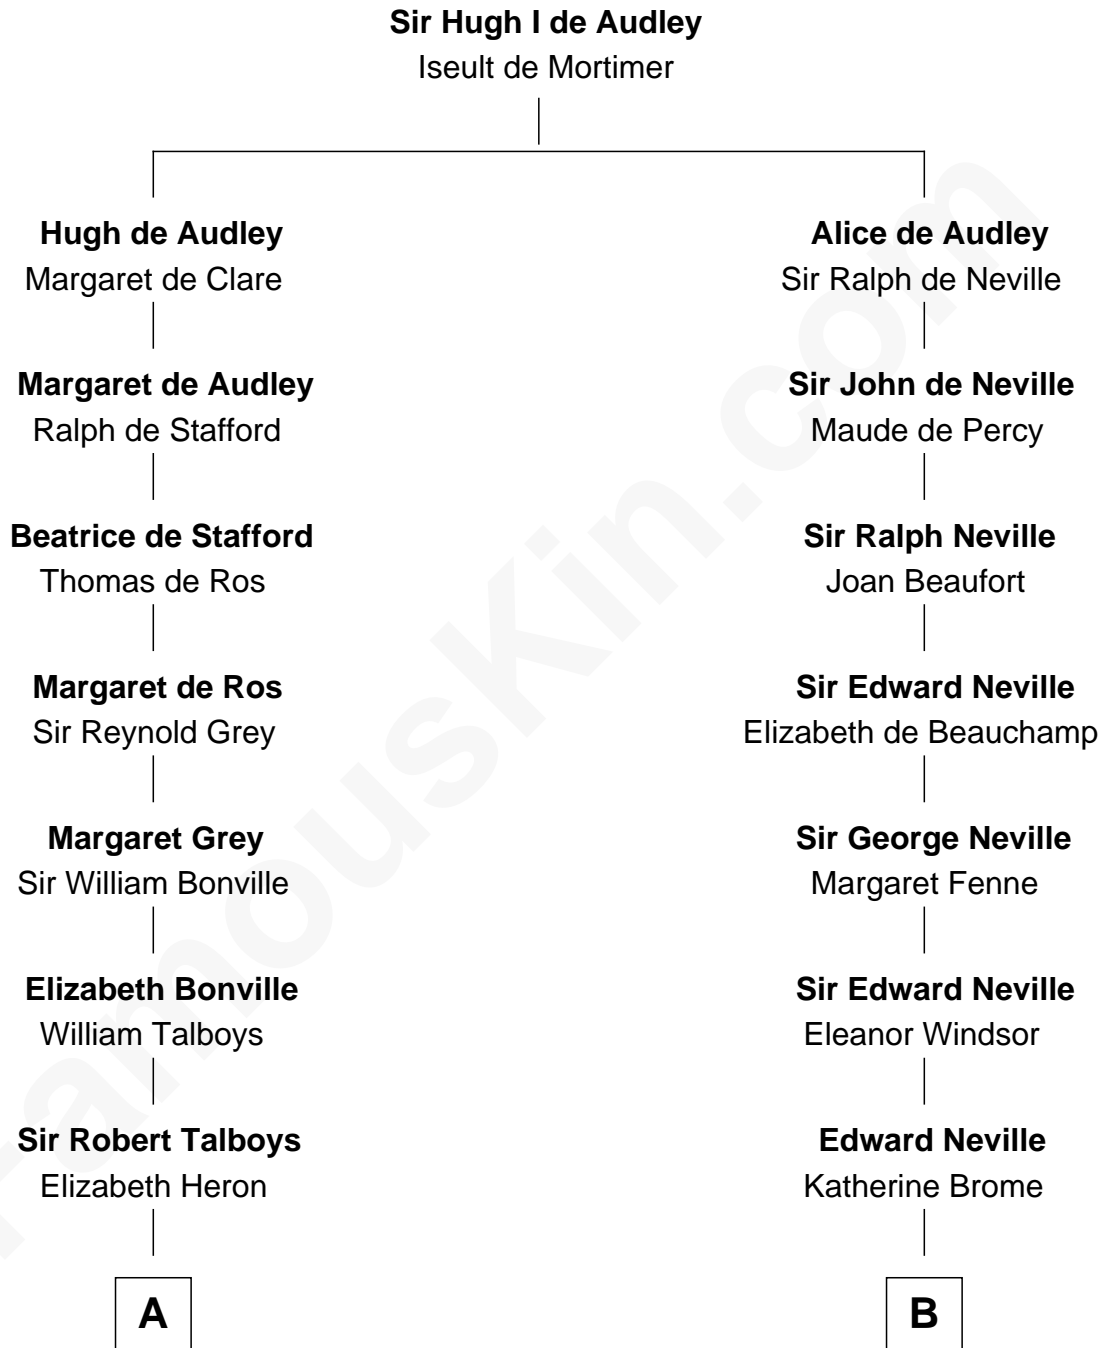 Sir Hugh I de Audley
Iseult de Mortimer
Hugh de Audley
Margaret de Clare
Alice de Audley
Sir Ralph de Neville
Margaret de Audley
Ralph de Stafford
Sir John de Neville
Maude de Percy
Beatrice de Stafford
Thomas de Ros
Sir Ralph Neville
Joan Beaufort
Margaret de Ros
Sir Reynold Grey
Sir Edward Neville
Elizabeth de Beauchamp
Margaret Grey
Sir William Bonville
Sir George Neville
Margaret Fenne
Elizabeth Bonville
William Talboys
Sir Edward Neville
Eleanor Windsor
Sir Robert Talboys
Elizabeth Heron
Edward Neville
Katherine Brome
A
B
FamousKin.com